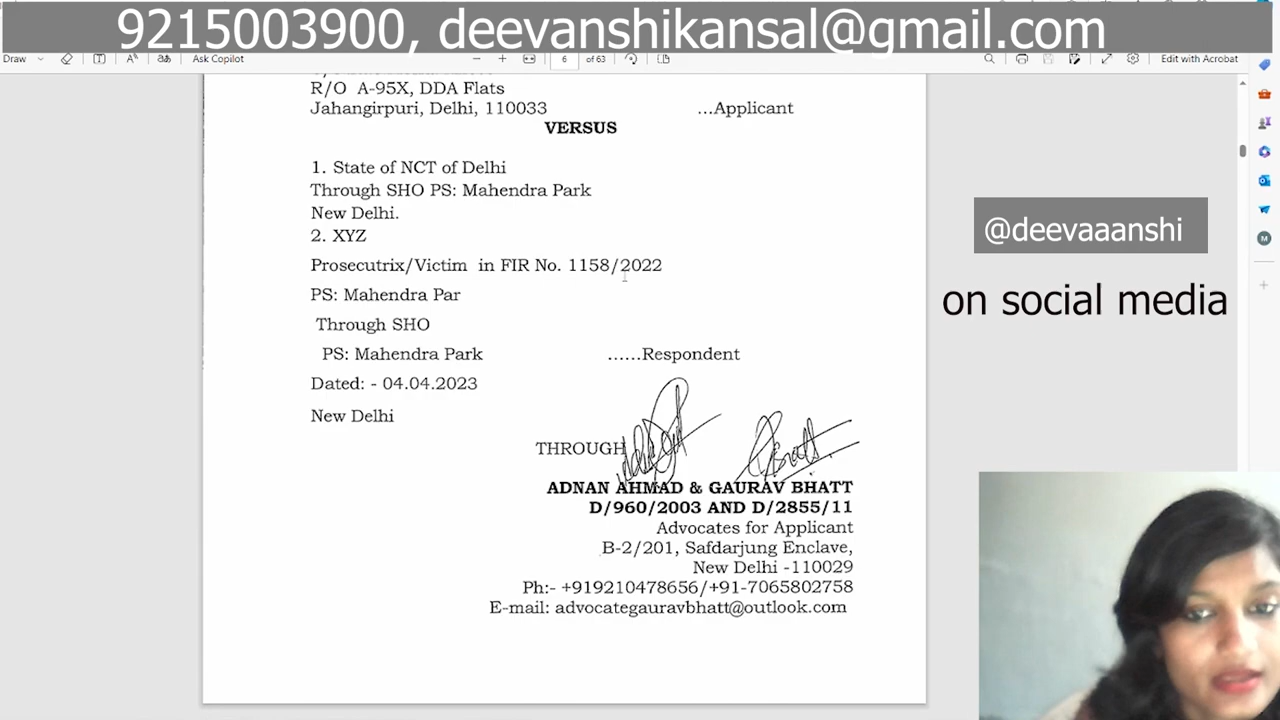 9215003900, deevanshikansal@gmail.com
Draw
Ask Copilot
6 of 63
Edit with Acrobat
R/O A-95X, DDA Flats
Jahangirpuri, Delhi, 110033 ...Applicant
VERSUS
1. State of NCT of Delhi
Through SHO PS: Mahendra Park
New Delhi.
2. XYZ
Prosecutrix/Victim in FIR No. 1158/2022
PS: Mahendra Par
Through SHO
PS: Mahendra Park ......Respondent
Dated: - 04.04.2023
New Delhi
THROUGH
ADNAN AHMAD & GAURAV BHATT
D/960/2003 AND D/2855/11
Advocates for Applicant
B-2/201, Safdarjung Enclave,
New Delhi -110029
Ph:- +919210478656/+91-7065802758
E-mail: advocategauravbhatt@outlook.com
@deevaaanshi
on social media